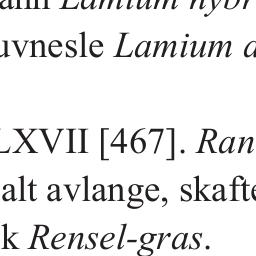 Lamium hybr
uvnesle Lamium a
LXVII [467]. Ran
alt avlange, skafte
k Rensel-gras.